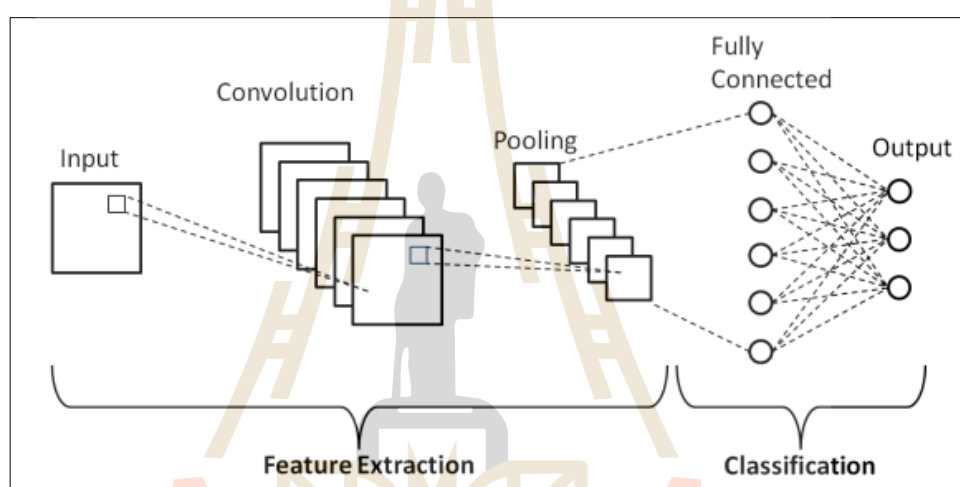 Fully
Connected
Convolution
Pooling
Output
Input
Feature Extraction
Classification